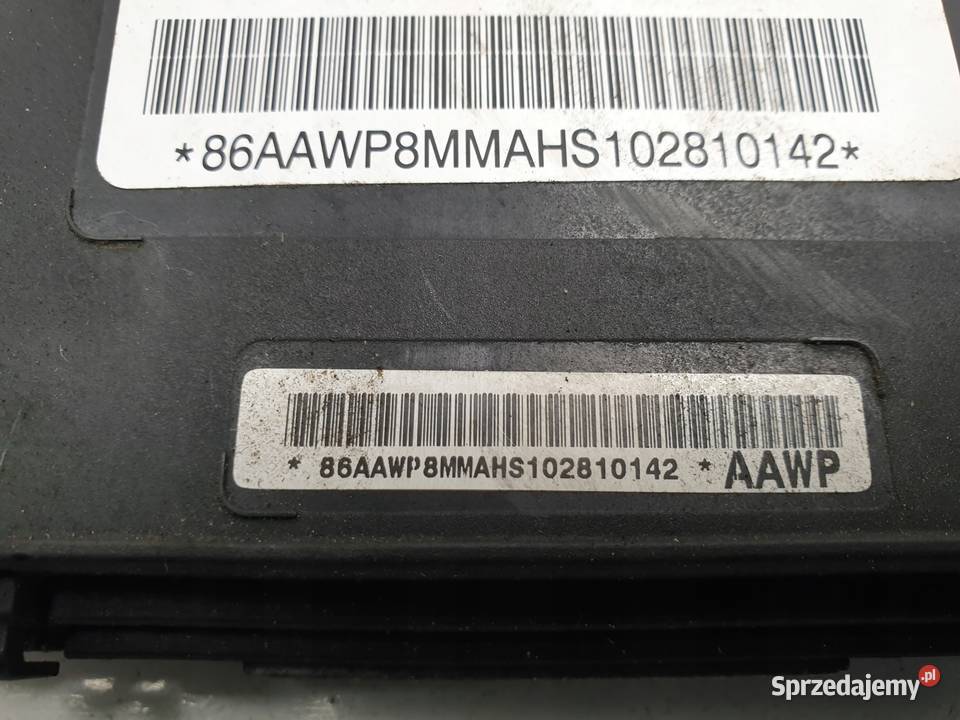 *86AAWP8MMAHS102810142*
* 86AAWP8MMAHS102810142 * AAWP
Sprzedajemy.pl